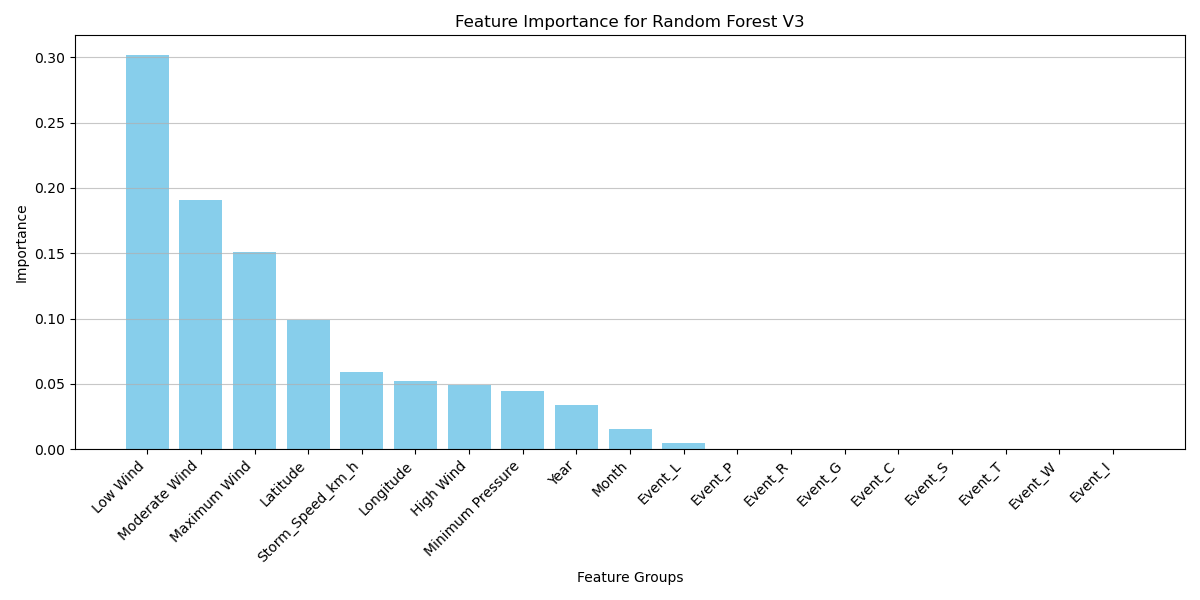 Feature Importance for Random Forest V3
0.30
0.25
0.20
0.15
0.10
0.05
0.00
Importance
Low Wind
Moderate Wind
Maximum Wind
Latitude
Storm_Speed_km_h
Longitude
High Wind
Minimum Pressure
Year
Month
Event_L
Event_P
Event_R
Event_G
Event_C
Event_S
Event_T
Event_W
Event_I
Feature Groups